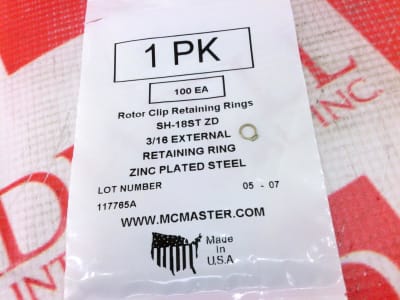 1 PK
100 EA
Rotor Clip Retaining Rings
SH-18ST ZD
3/16 EXTERNAL
RETAINING RING
ZINC PLATED STEEL
LOT NUMBER 05 - 07
117765A
WWW.MCMASTER.COM
Made
In
U.S.A
INC.